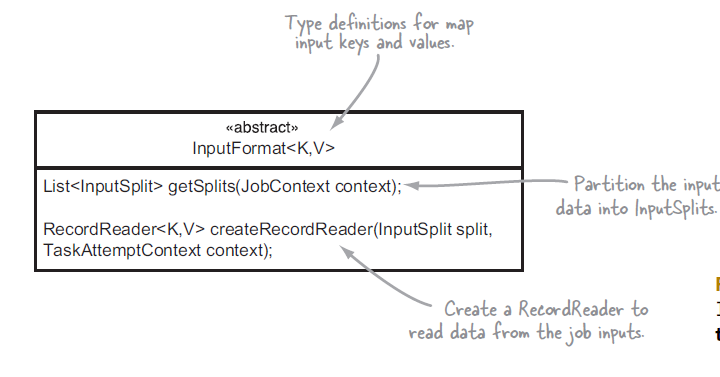 Type definitions for map
input keys and values.
«abstract»
InputFormat<K,V>
List<InputSplit> getSplits(JobContext context);
Partition the input
data into InputSplits.
RecordReader<K,V> createRecordReader(InputSplit split,
TaskAttemptContext context);
Create a RecordReader to
read data from the job inputs.